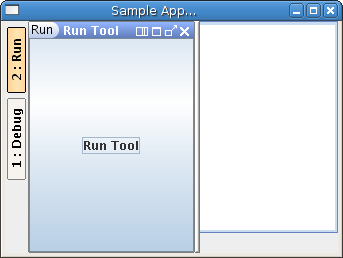 Sample App...
Run Run Tool
2 : Run
1 : Debug
Run Tool